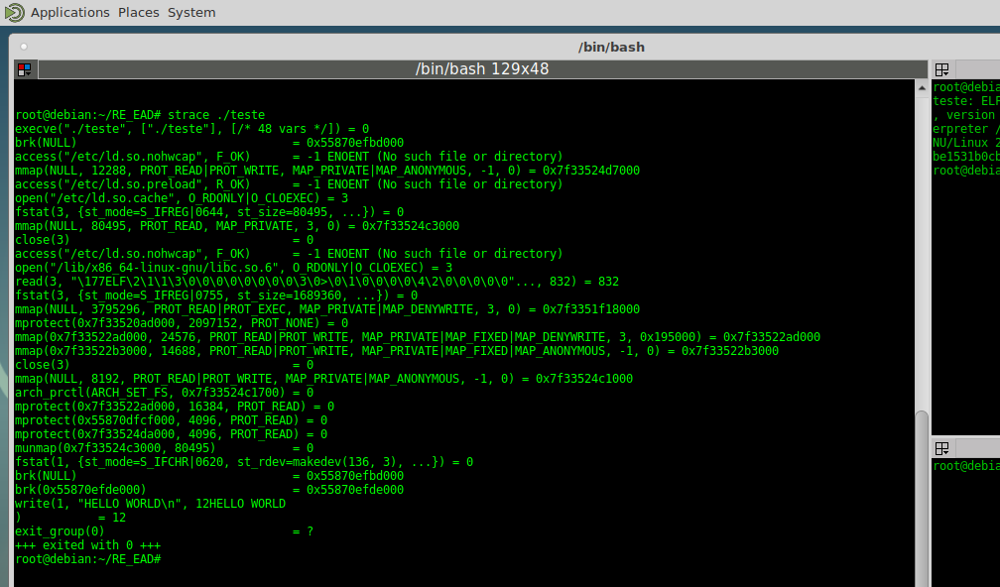 Applications Places System
/bin/bash
/bin/bash 129x48
root@debian:~/RE_EAD# strace ./teste
execve("./teste", ["./teste"], [/* 48 vars */]) = 0
brk(NULL) = 0x55870efbd000
access("/etc/ld.so.nohwcap", F_OK) = -1 ENOENT (No such file or directory)
mmap(NULL, 12288, PROT_READ|PROT_WRITE, MAP_PRIVATE|MAP_ANONYMOUS, -1, 0) = 0x7f33524d7000
access("/etc/ld.so.preload", R_OK) = -1 ENOENT (No such file or directory)
open("/etc/ld.so.cache", O_RDONLY|O_CLOEXEC) = 3
fstat(3, {st_mode=S_IFREG|0644, st_size=80495, ...}) = 0
mmap(NULL, 80495, PROT_READ, MAP_PRIVATE, 3, 0) = 0x7f33524c3000
close(3) = 0
access("/etc/ld.so.nohwcap", F_OK) = -1 ENOENT (No such file or directory)
open("/lib/x86_64-linux-gnu/libc.so.6", O_RDONLY|O_CLOEXEC) = 3
read(3, "\177ELF\2\1\1\3\0\0\0\0\0\0\0\0\3\0>\0\1\0\0\0\0\4\2\0\0\0\0\0"..., 832) = 832
fstat(3, {st_mode=S_IFREG|0755, st_size=1689360, ...}) = 0
mmap(NULL, 3795296, PROT_READ|PROT_EXEC, MAP_PRIVATE|MAP_DENYWRITE, 3, 0) = 0x7f3351f18000
mprotect(0x7f33520ad000, 2097152, PROT_NONE) = 0
mmap(0x7f33522ad000, 24576, PROT_READ|PROT_WRITE, MAP_PRIVATE|MAP_FIXED|MAP_DENYWRITE, 3, 0x195000) = 0x7f33522ad000
mmap(0x7f33522b3000, 14688, PROT_READ|PROT_WRITE, MAP_PRIVATE|MAP_FIXED|MAP_ANONYMOUS, -1, 0) = 0x7f33522b3000
close(3) = 0
mmap(NULL, 8192, PROT_READ|PROT_WRITE, MAP_PRIVATE|MAP_ANONYMOUS, -1, 0) = 0x7f33524c1000
arch_prctl(ARCH_SET_FS, 0x7f33524c1700) = 0
mprotect(0x7f33522ad000, 16384, PROT_READ) = 0
mprotect(0x55870dfcf000, 4096, PROT_READ) = 0
mprotect(0x7f33524da000, 4096, PROT_READ) = 0
munmap(0x7f33524c3000, 80495) = 0
fstat(1, {st_mode=S_IFCHR|0620, st_rdev=makedev(136, 3), ...}) = 0
brk(NULL) = 0x55870efbd000
brk(0x55870efde000) = 0x55870efde000
write(1, "HELLO WORLD\n", 12HELLO WORLD
) = 12
exit_group(0) = ?
+++ exited with 0 +++
root@debian:~/RE_EAD#
root@debia
teste: ELF
, version
erpreter /
NU/Linux 2
be1531b0cb
root@debia
root@debia